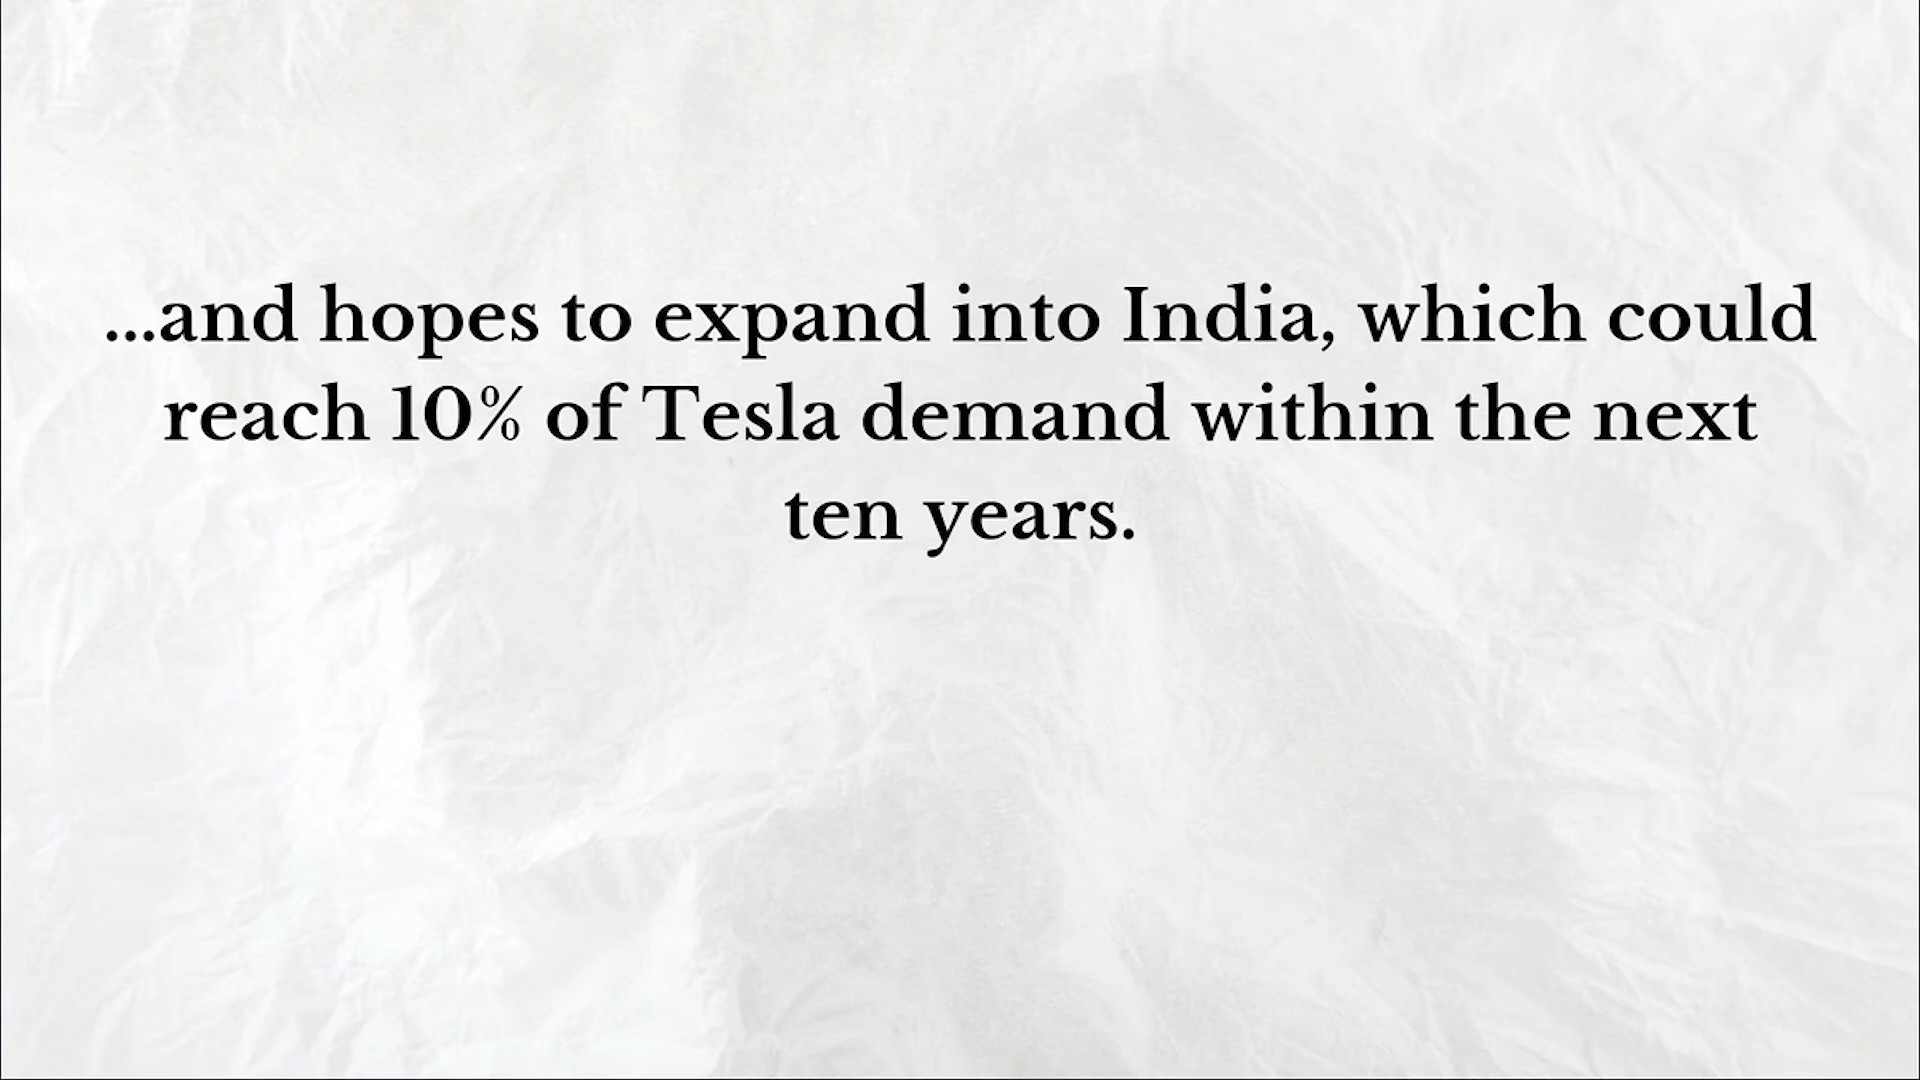 ...and hopes to expand into India, which could
reach 10% of Tesla demand within the next
ten years.